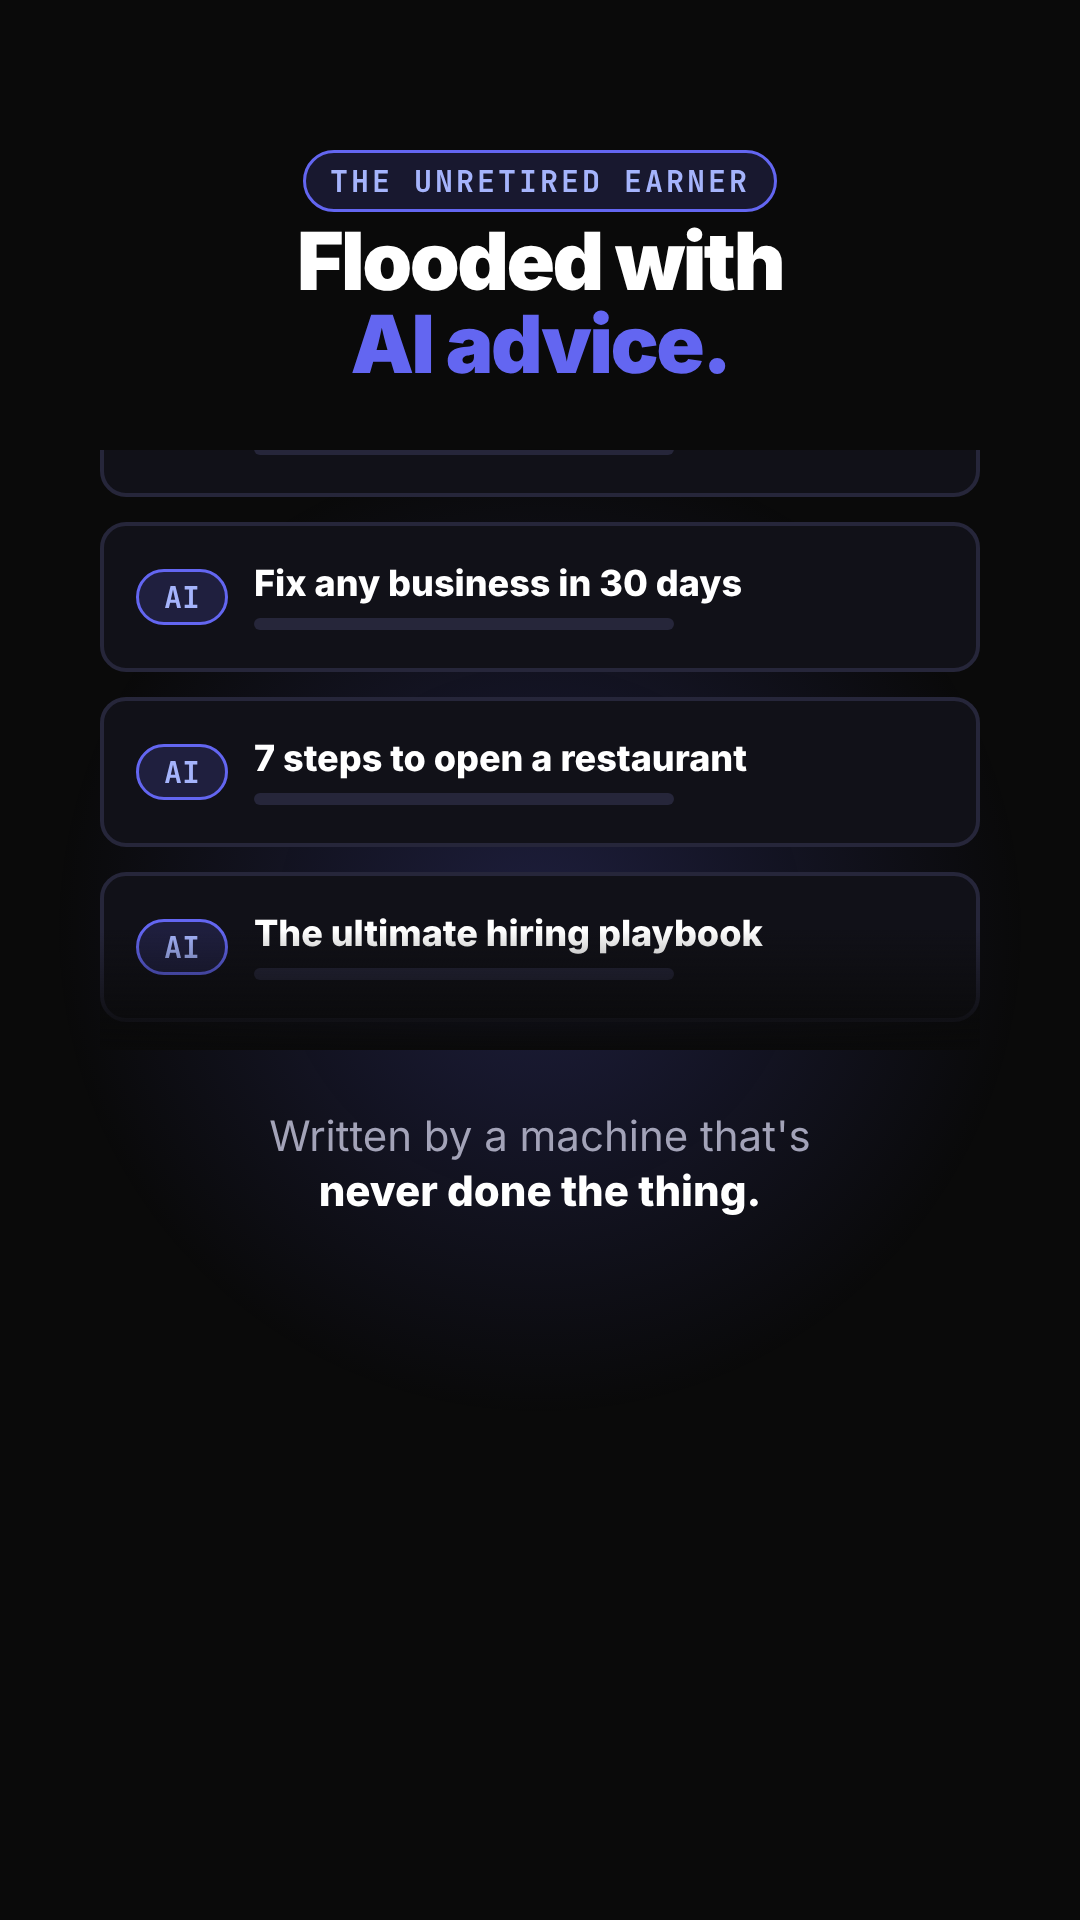 THE UNRETIRED EARNER
Flooded with
AI advice.
AI
Fix any business in 30 days
AI
7 steps to open a restaurant
AI
The ultimate hiring playbook
Written by a machine that's
never done the thing.